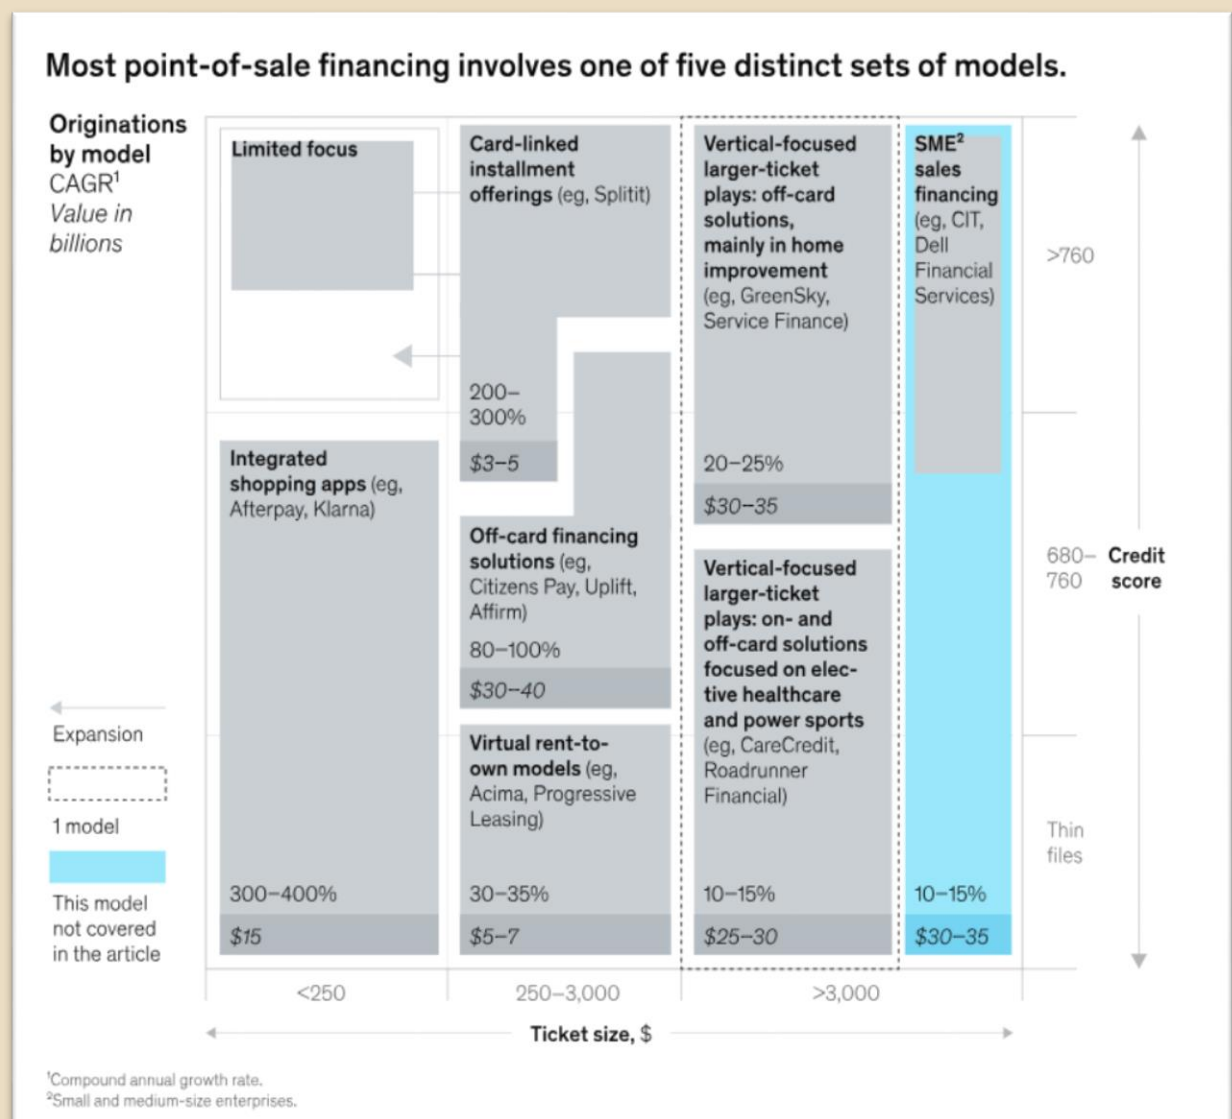 Most point-of-sale financing involves one of five distinct sets of models.
Originations
by model
CAGR¹
Value in
billions
Limited focus
Card-linked
installment
offerings (eg, Splitit)
200–
300%
$3–5
Vertical-focused
larger-ticket
plays: off-card
solutions,
mainly in home
improvement
(eg, GreenSky,
Service Finance)
20–25%
$30–35
SME²
sales
financing
(eg, CIT,
Dell
Financial
Services)
10–15%
$30–35
Integrated
shopping apps (eg,
Afterpay, Klarna)
300–400%
$15
Off-card financing
solutions (eg,
Citizens Pay, Uplift,
Affirm)
80–100%
$30–40
Virtual rent-to-
own models (eg,
Acima, Progressive
Leasing)
30–35%
$5–7
Vertical-focused
larger-ticket
plays: on- and
off-card solutions
focused on elec-
tive healthcare
and power sports
(eg, CareCredit,
Roadrunner
Financial)
10–15%
$25–30
>760
680–
760
Credit
score
Thin
files
Expansion
1 model
This model
not covered
in the article
<250
250–3,000
>3,000
Ticket size, $
¹Compound annual growth rate.
²Small and medium-size enterprises.